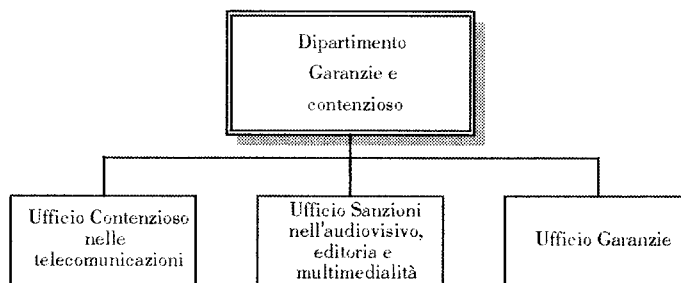 Dipartimento
Garanzie e
contenzioso
Ufficio Contenzioso
nelle
telecomunicazioni
Ufficio Sanzioni
nell'audiovisivo,
editoria e
multimedialità
Ufficio Garanzie